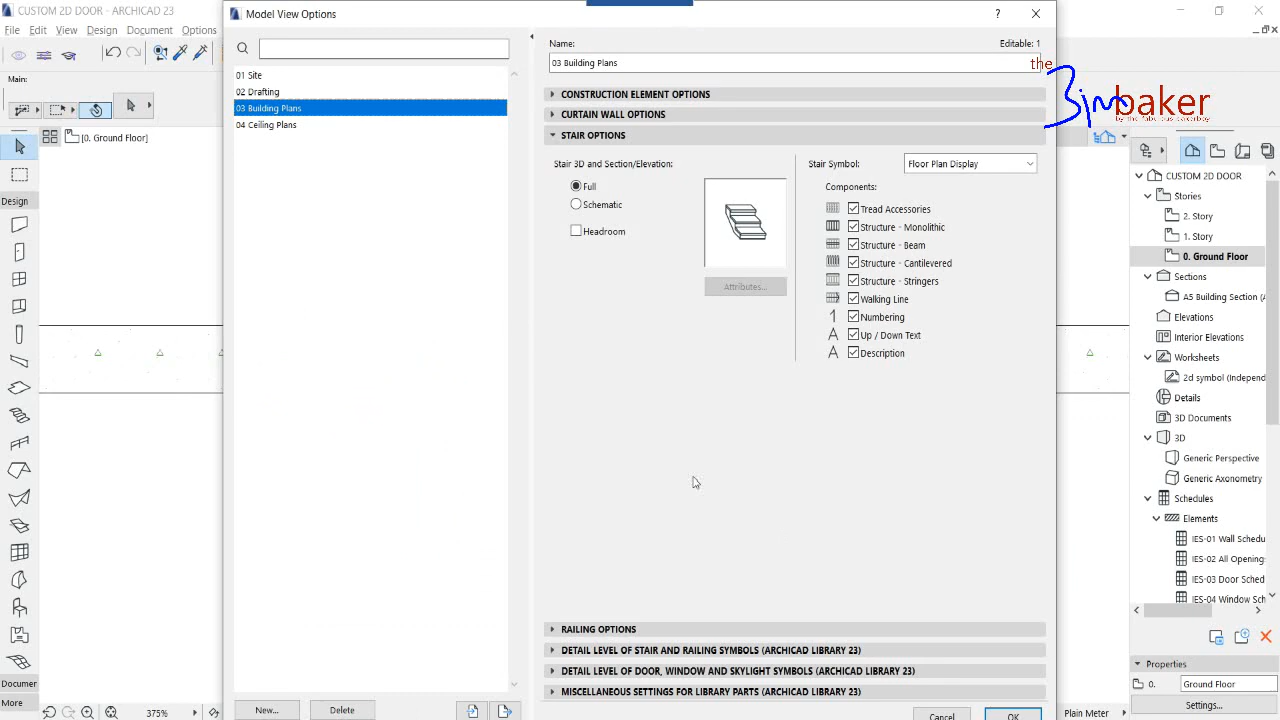 CUSTOM 2D DOOR - ARCHICAD 23
File Edit View Design Document Options
Main:
[0. Ground Floor]
Design
Docume
More
375%
Model View Options
?
01 Site
02 Drafting
03 Building Plans
04 Ceiling Plans
New...
Delete
Name:
Editable: 1
03 Building Plans
CONSTRUCTION ELEMENT OPTIONS
CURTAIN WALL OPTIONS
STAIR OPTIONS
Stair 3D and Section/Elevation:
Full
Schematic
Headroom
Attributes...
Stair Symbol:
Floor Plan Display
Components:
Tread Accessories
Structure - Monolithic
Structure - Beam
Structure - Cantilevered
Structure - Stringers
Walking Line
1 Numbering
A Up / Down Text
A Description
RAILING OPTIONS
DETAIL LEVEL OF STAIR AND RAILING SYMBOLS (ARCHICAD LIBRARY 23)
DETAIL LEVEL OF DOOR, WINDOW AND SKYLIGHT SYMBOLS (ARCHICAD LIBRARY 23)
MISCELLANEOUS SETTINGS FOR LIBRARY PARTS (ARCHICAD LIBRARY 23)
Cancel
OK
the
3imbaker
CUSTOM 2D DOOR
Stories
2. Story
1. Story
0. Ground Floor
Sections
A5 Building Section (A
Elevations
Interior Elevations
Worksheets
2d symbol (Independ
Details
3D Documents
3D
Generic Perspective
Generic Axonometry
Schedules
Elements
IES-01 Wall Schedu
IES-02 All Opening
IES-03 Door Sched
IES-04 Window Sch
Properties
0. Ground Floor
Settings...
Plain Meter